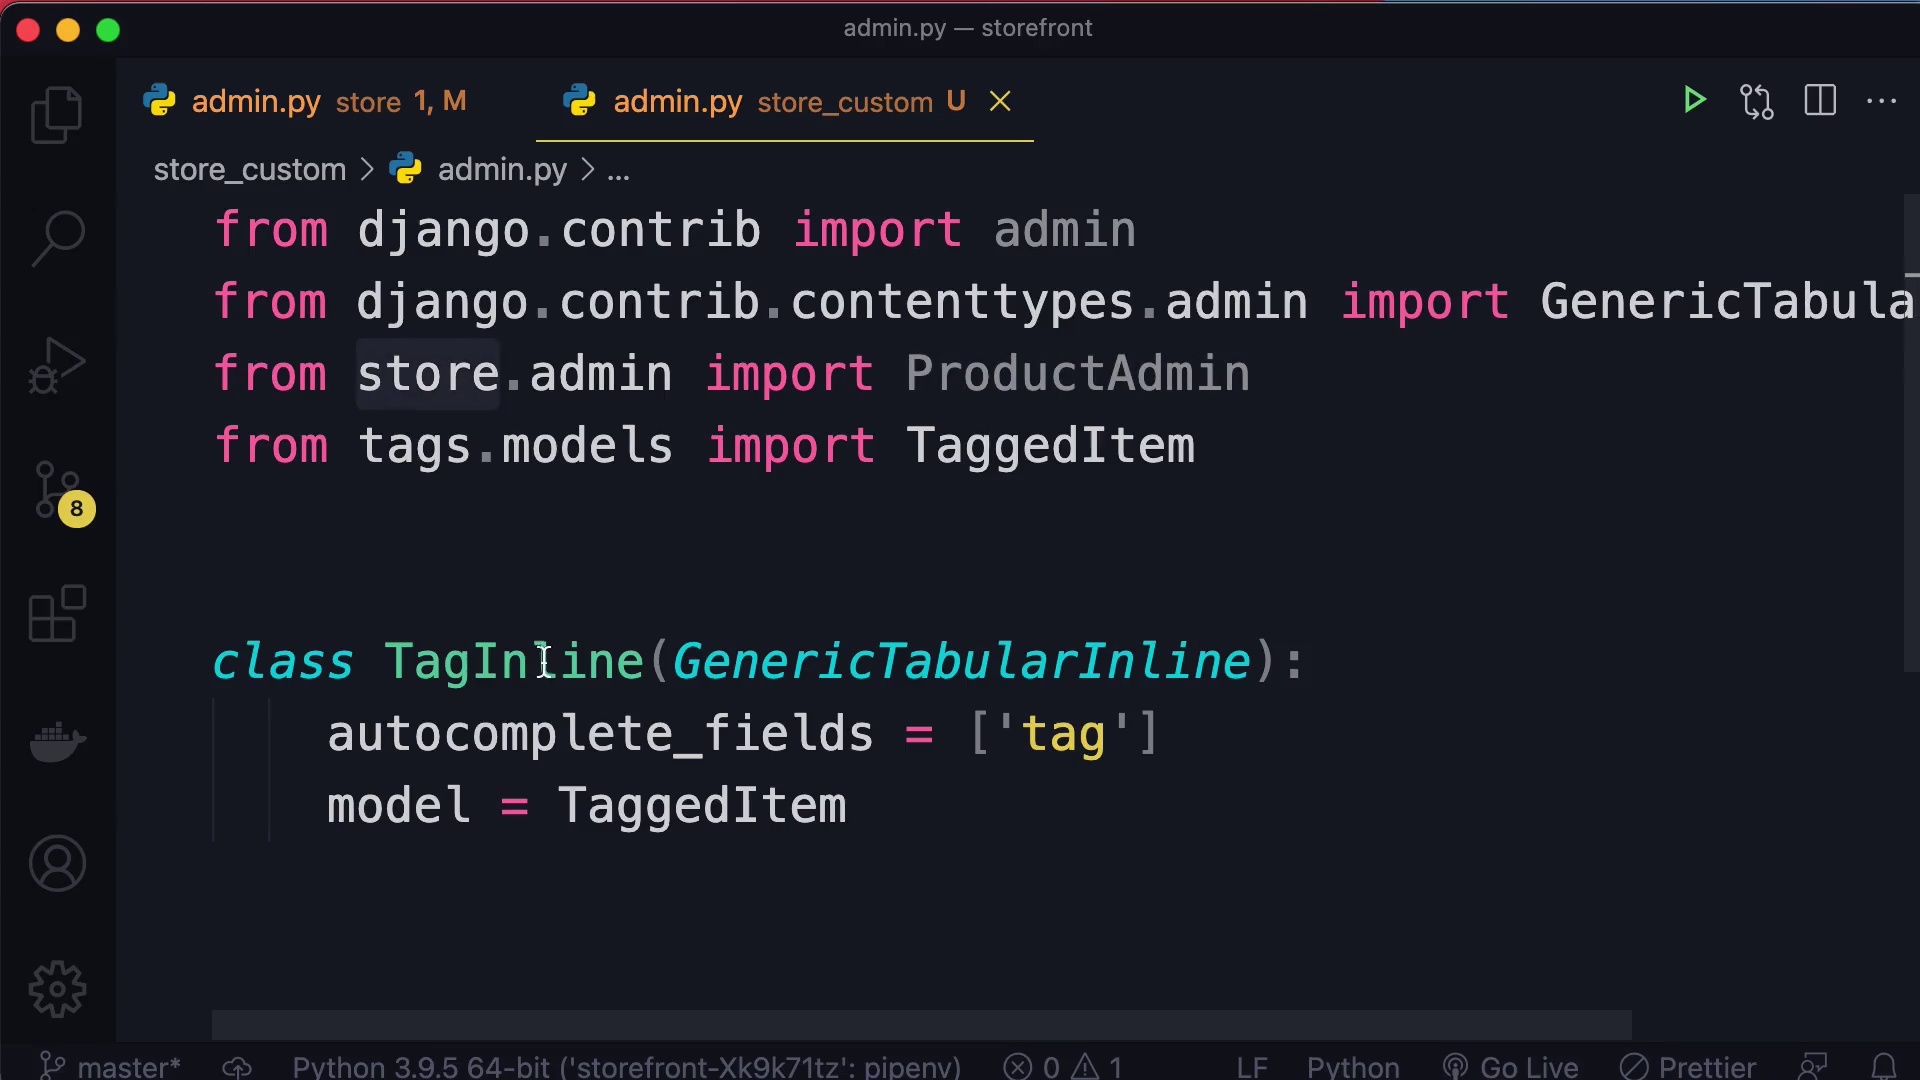 admin.py — storefront
admin.py store 1, M
admin.py store_custom U
store_custom > admin.py > ...
from django.contrib import admin
from django.contrib.contenttypes.admin import GenericTabula
from store.admin import ProductAdmin
from tags.models import TaggedItem
class TagInline(GenericTabularInline):
autocomplete_fields = ['tag']
model = TaggedItem
8
master* Python 3.9.5 64-bit ('storefront-Xk9k71tz': pipenv) 0 1 LF Python Go Live Prettier